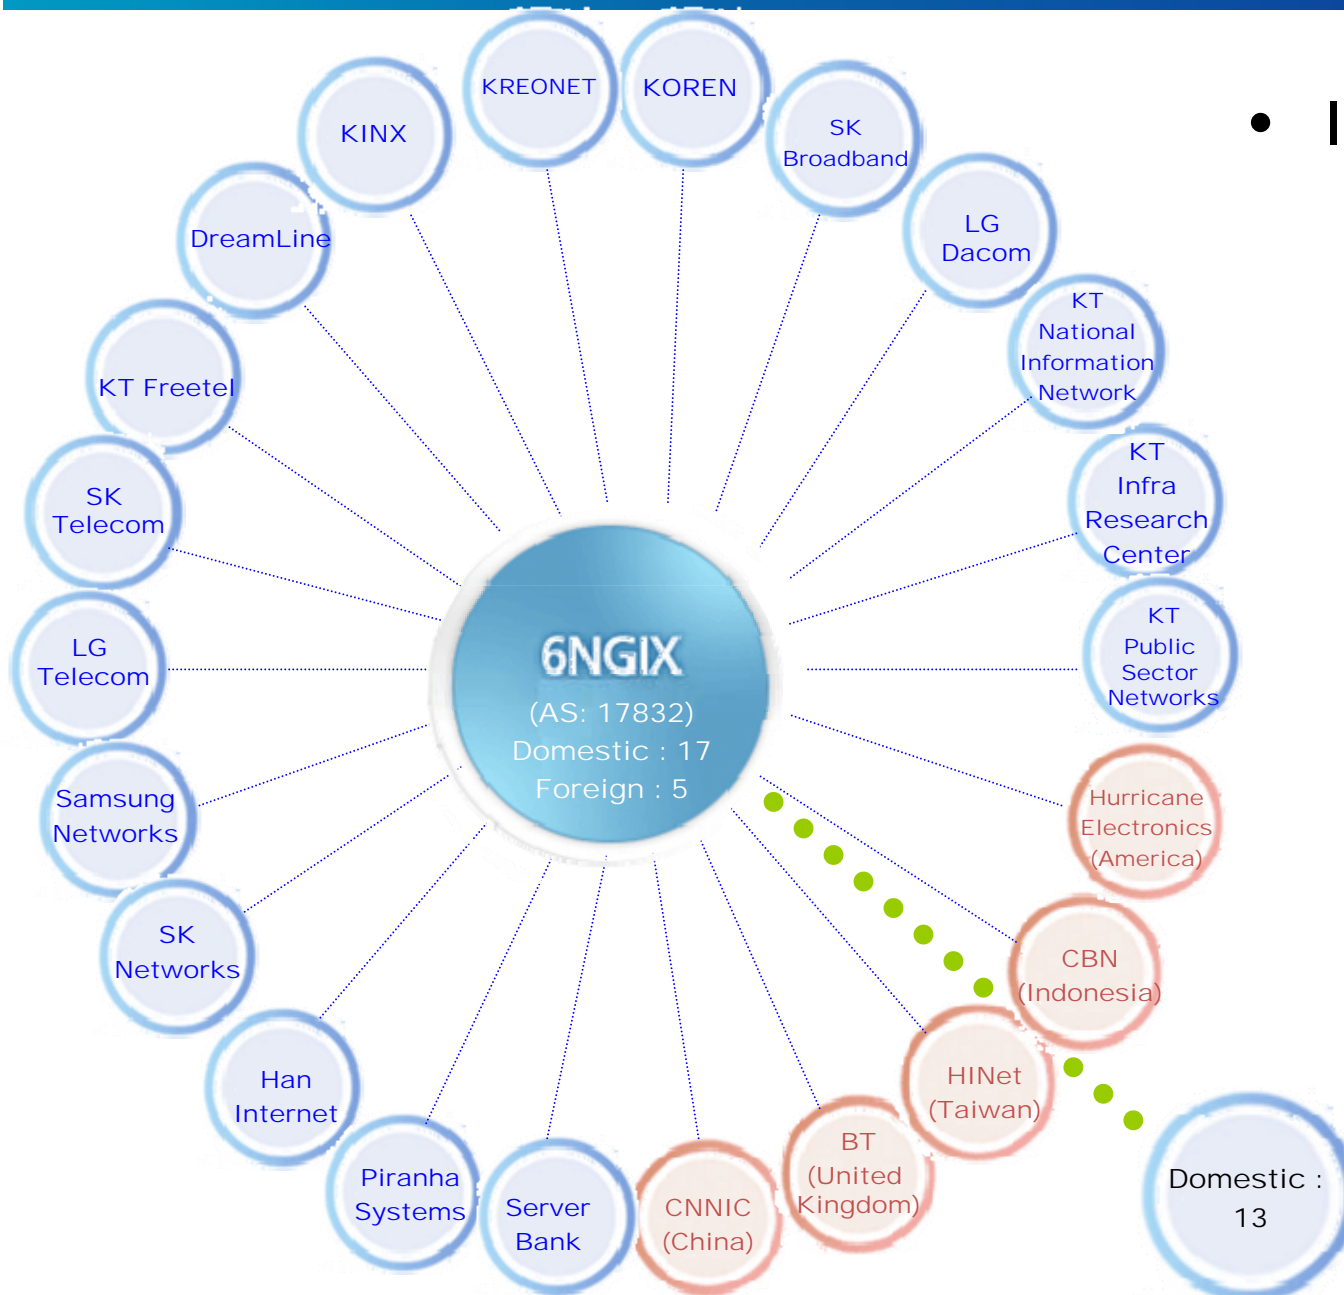 KREONET
KOREN
KINX
SK
Broadband
DreamLine
LG
Dacom
KT
National
Information
Network
KT Freetel
KT
Infra
Research
Center
SK
Telecom
KT
Public
Sector
Networks
LG
Telecom
6NGIX
(AS: 17832)
Domestic : 17
Foreign : 5
Samsung
Networks
Hurricane
Electronics
(America)
SK
Networks
CBN
(Indonesia)
Han
Internet
HINet
(Taiwan)
Piranha
Systems
Server
Bank
CNNIC
(China)
BT
(United
Kingdom)
Domestic :
13